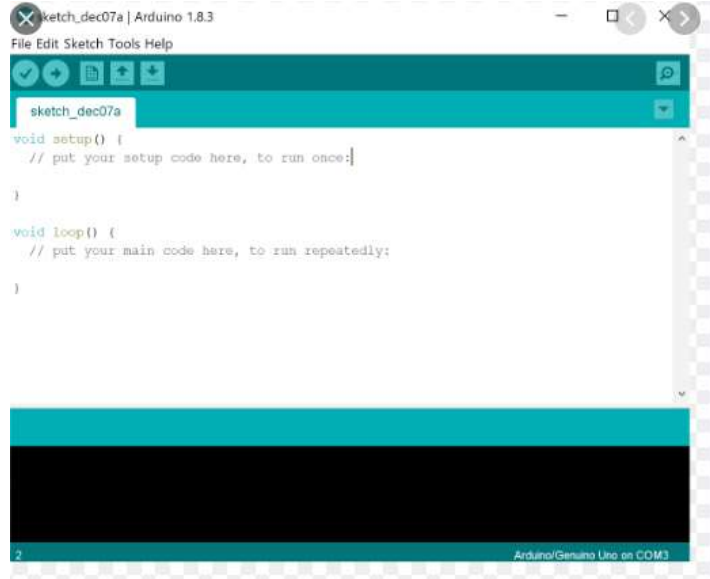 sketch_dec07a | Arduino 1.8.3
File Edit Sketch Tools Help
sketch_dec07a
void setup() {
// put your setup code here, to run once:
}
void loop() {
// put your main code here, to run repeatedly:
}
2
Arduino/Genuino Uno on COM3